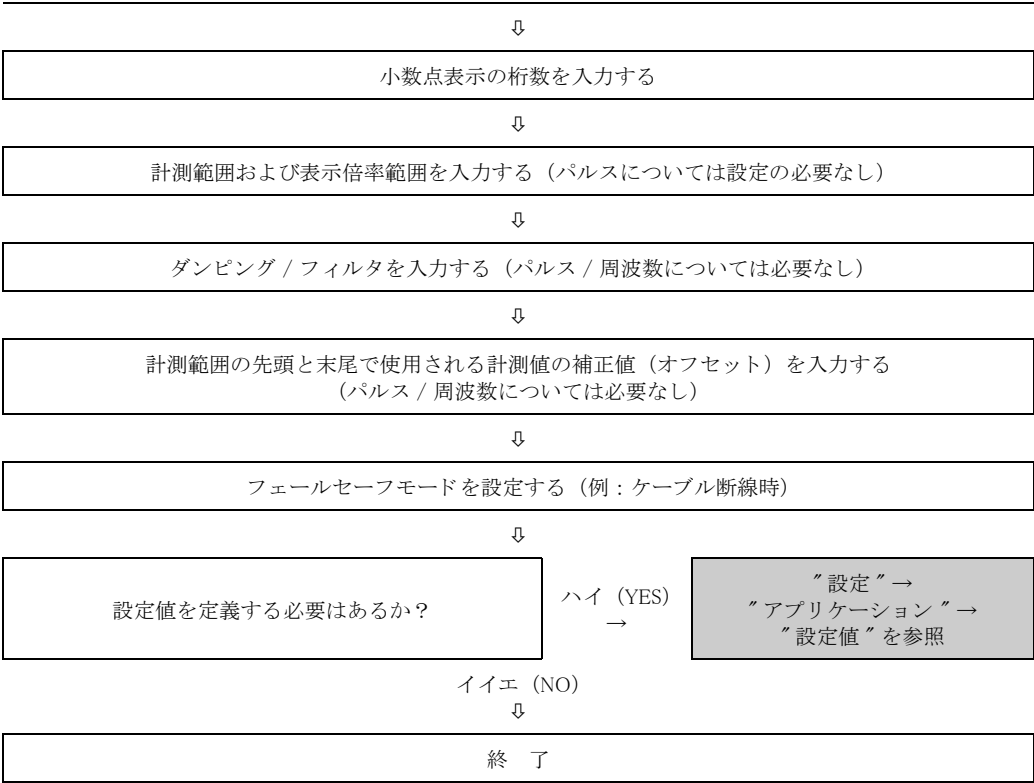 ⇩
小数点表示の桁数を入力する
⇩
計測範囲および表示倍率範囲を入力する（パルスについては設定の必要なし）
⇩
ダンピング / フィルタを入力する（パルス / 周波数については必要なし）
⇩
計測範囲の先頭と末尾で使用される計測値の補正値（オフセット）を入力する
（パルス / 周波数については必要なし）
⇩
フェールセーフモードを設定する（例：ケーブル断線時）
⇩
設定値を定義する必要はあるか？
ハイ（YES）
→
″設定″→
″アプリケーション″→
″設定値″を参照
イイエ（NO）
⇩
終　了